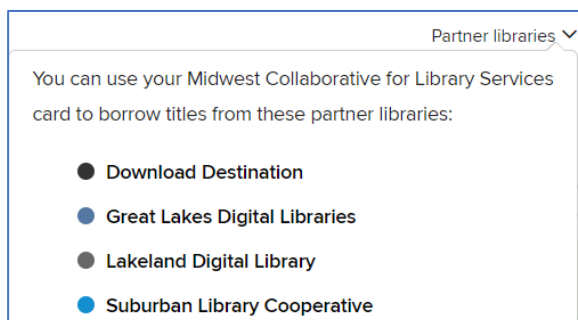 Partner libraries
You can use your Midwest Collaborative for Library Services
card to borrow titles from these partner libraries:
Download Destination
Great Lakes Digital Libraries
Lakeland Digital Library
Suburban Library Cooperative